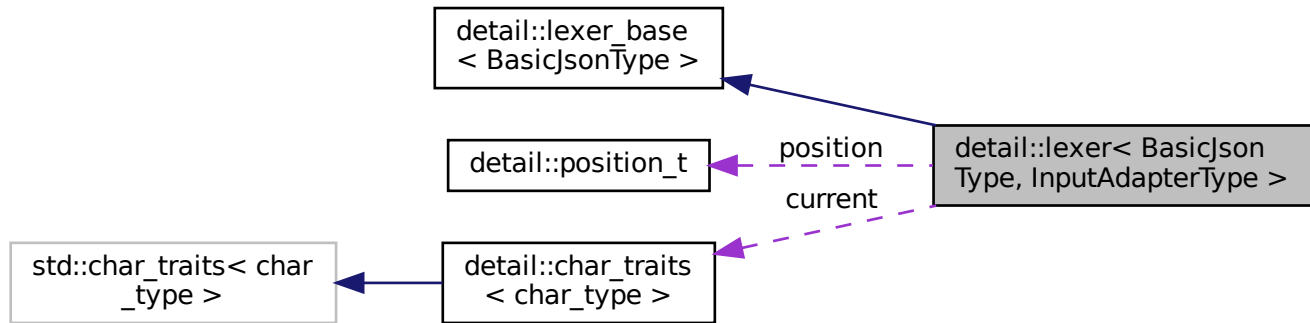 detail::lexer_base
< BasicJsonType >
position
detail::position_t
detail::lexer< BasicJson
Type, InputAdapterType >
current
std::char_traits< char
_type >
detail::char_traits
< char_type >